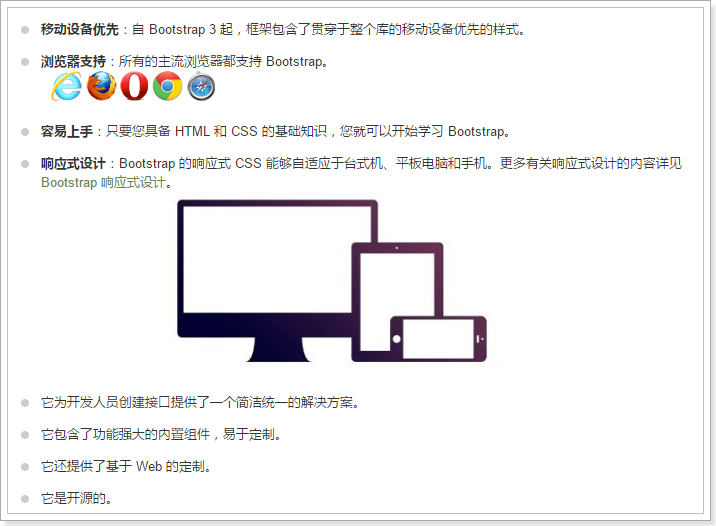 移动设备优先：自 Bootstrap 3 起，框架包含了贯穿于整个库的移动设备优先的样式。
浏览器支持：所有的主流浏览器都支持 Bootstrap。
容易上手：只要您具备 HTML 和 CSS 的基础知识，您就可以开始学习 Bootstrap。
响应式设计：Bootstrap 的响应式 CSS 能够自适应于台式机、平板电脑和手机。更多有关响应式设计的内容详见
Bootstrap 响应式设计。
它为开发人员创建接口提供了一个简洁统一的解决方案。
它包含了功能强大的内置组件，易于定制。
它还提供了基于 Web 的定制。
它是开源的。